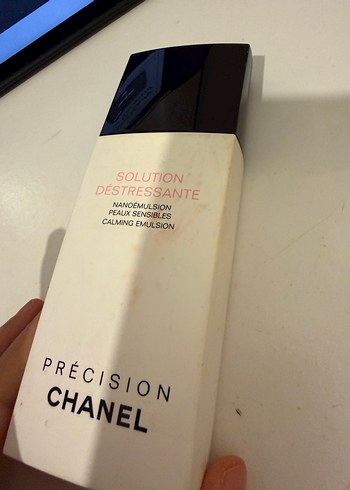 SOLUTION
DÉSTRESSANTE
NANOÉMULSION
PEAUX SENSIBLES
CALMING EMULSION
PRÉCISION
CHANEL